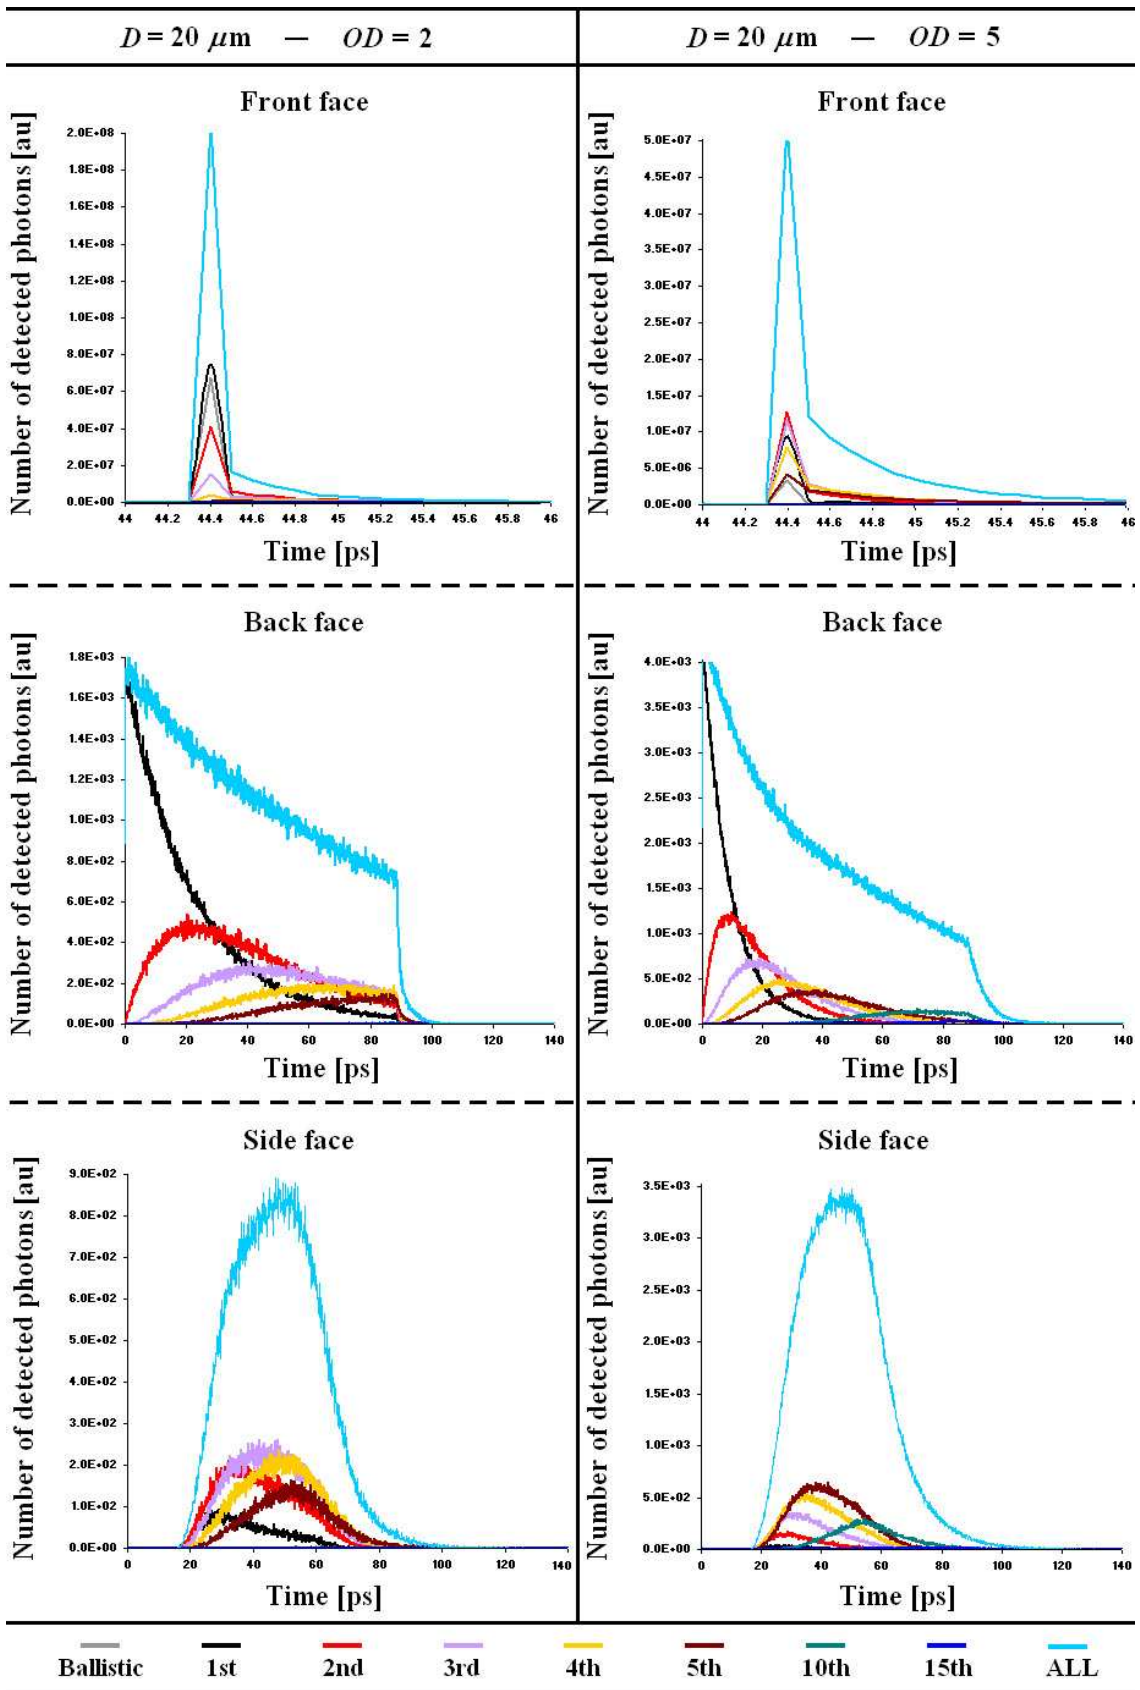 D = 20 μm — OD = 2
D = 20 μm — OD = 5
Front face
Number of detected photons [au]
2.0E+08
1.8E+08
1.6E+08
1.4E+08
1.2E+08
1.0E+08
8.0E+07
6.0E+07
4.0E+07
2.0E+07
0.0E+00
44 44.2 44.4 44.6 44.8 45 45.2 45.4 45.6 45.8 46
Time [ps]
Front face
Number of detected photons [au]
5.0E+07
4.5E+07
4.0E+07
3.5E+07
3.0E+07
2.5E+07
2.0E+07
1.5E+07
1.0E+07
5.0E+06
0.0E+00
44 44.2 44.4 44.6 44.8 45 45.2 45.4 45.6 45.8 46
Time [ps]
Back face
Number of detected photons [au]
1.8E+03
1.6E+03
1.4E+03
1.2E+03
1.0E+03
8.0E+02
6.0E+02
4.0E+02
2.0E+02
0.0E+00
0 20 40 60 80 100 120 140
Time [ps]
Back face
Number of detected photons [au]
4.0E+03
3.5E+03
3.0E+03
2.5E+03
2.0E+03
1.5E+03
1.0E+03
5.0E+02
0.0E+00
0 20 40 60 80 100 120 140
Time [ps]
Side face
Number of detected photons [au]
9.0E+02
8.0E+02
7.0E+02
6.0E+02
5.0E+02
4.0E+02
3.0E+02
2.0E+02
1.0E+02
0.0E+00
0 20 40 60 80 100 120 140
Time [ps]
Side face
Number of detected photons [au]
3.5E+03
3.0E+03
2.5E+03
2.0E+03
1.5E+03
1.0E+03
5.0E+02
0.0E+00
0 20 40 60 80 100 120 140
Time [ps]
Ballistic 1st 2nd 3rd 4th 5th 10th 15th ALL